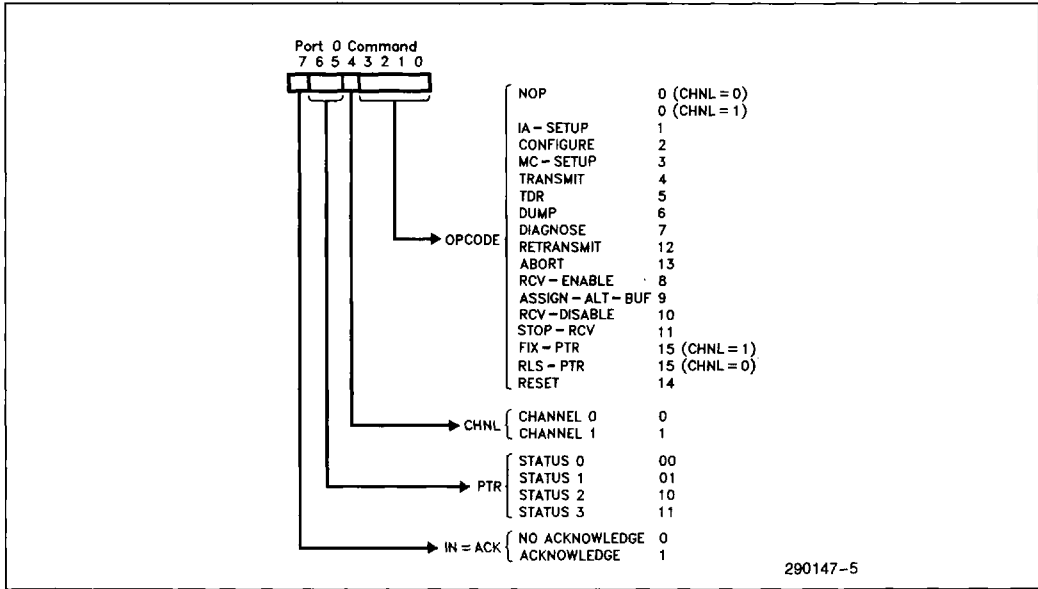 Port 0 Command
7 6 5 4 3 2 1 0
NOP 0 (CHNL = 0)
0 (CHNL = 1)
IA – SETUP 1
CONFIGURE 2
MC – SETUP 3
TRANSMIT 4
TDR 5
DUMP 6
DIAGNOSE 7
OPCODE
RETRANSMIT 12
ABORT 13
RCV – ENABLE 8
ASSIGN – ALT – BUF 9
RCV – DISABLE 10
STOP – RCV 11
FIX – PTR 15 (CHNL = 1)
RLS – PTR 15 (CHNL = 0)
RESET 14
CHNL
CHANNEL 0 0
CHANNEL 1 1
PTR
STATUS 0 00
STATUS 1 01
STATUS 2 10
STATUS 3 11
IN = ACK
NO ACKNOWLEDGE 0
ACKNOWLEDGE 1
290147–5